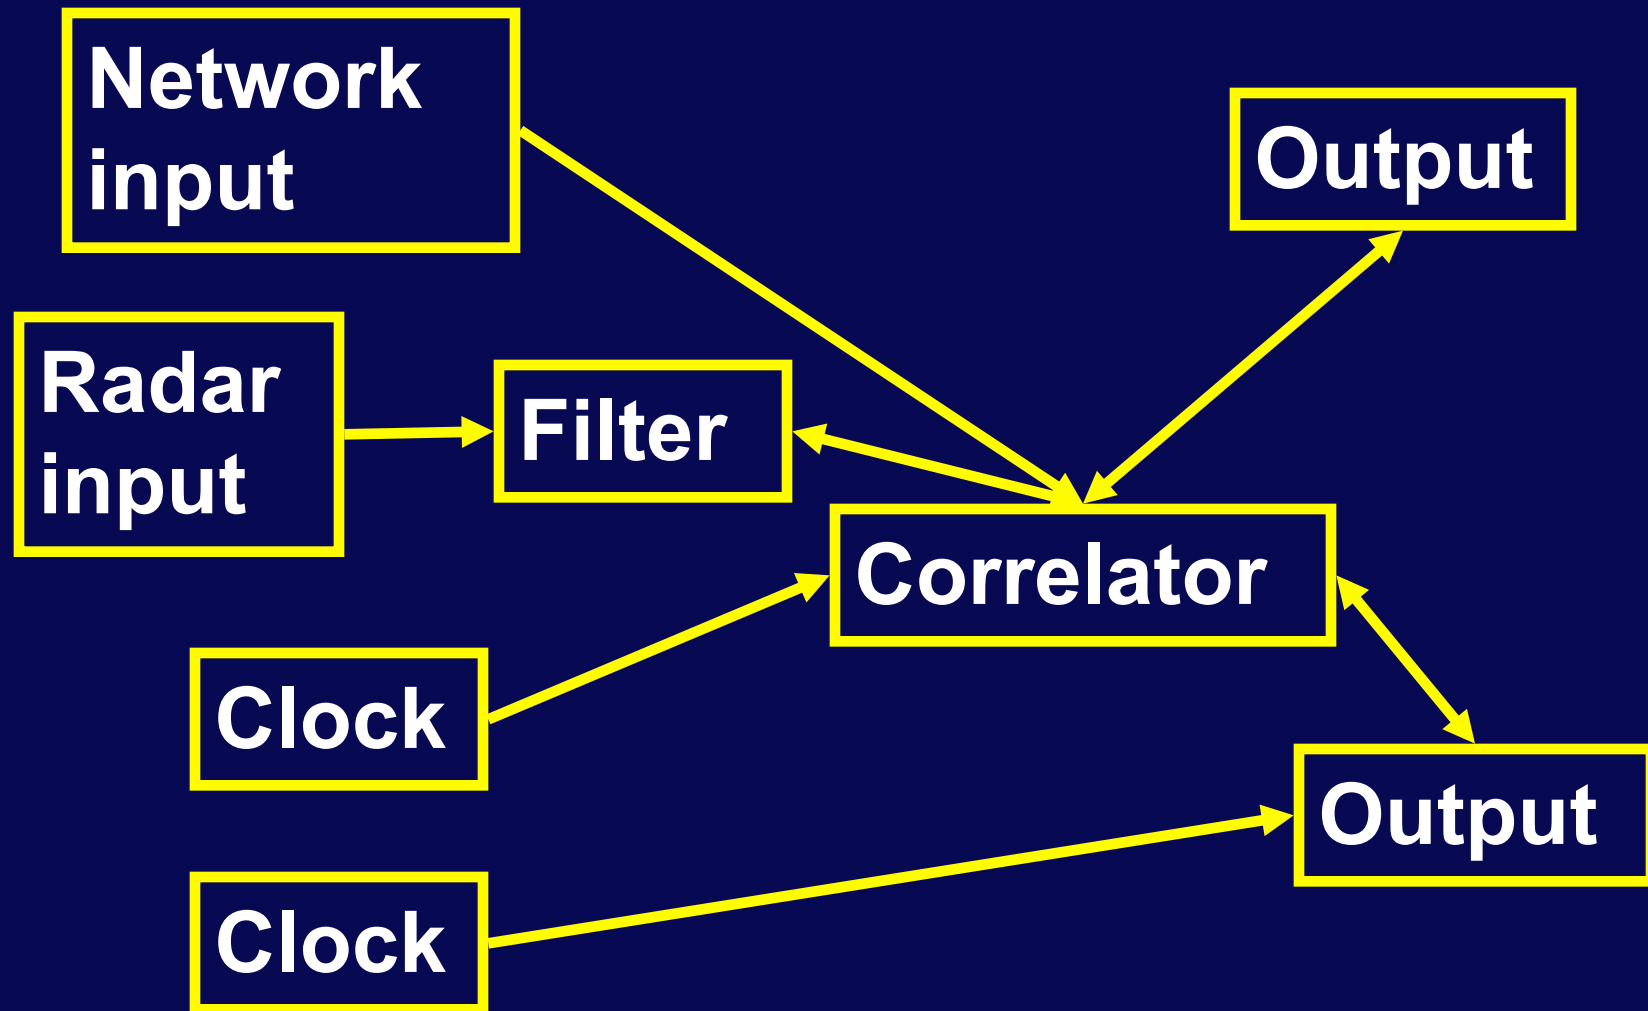 Network
input
Output
Radar
input
Filter
Correlator
Clock
Output
Clock